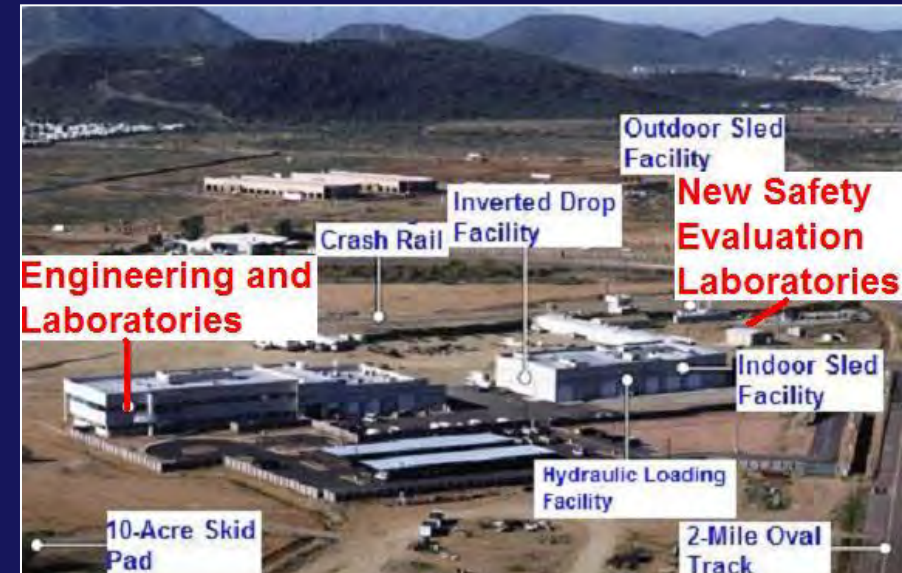 Outdoor Sled
Facility
New Safety
Evaluation
Laboratories
Inverted Drop
Facility
Crash Rail
Engineering and
Laboratories
Indoor Sled
Facility
Hydraulic Loading
Facility
10-Acre Skid
Pad
2-Mile Oval
Track